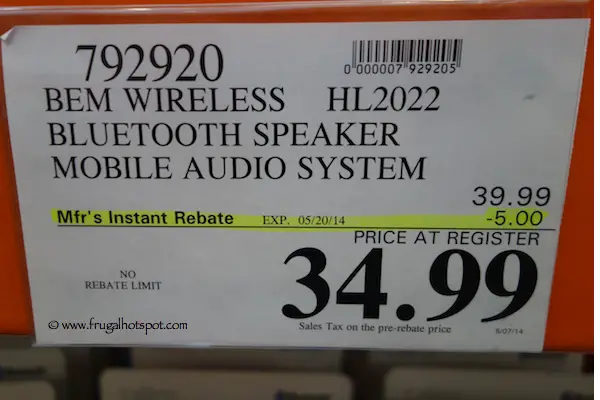 792920
0 000007 929205
BEM WIRELESS HL2022
BLUETOOTH SPEAKER
MOBILE AUDIO SYSTEM
39.99
Mfr's Instant Rebate EXP. 05/20/14 -5.00
PRICE AT REGISTER
NO
REBATE LIMIT
34.99
Sales Tax on the pre-rebate price 5/07/14
© www.frugalhotspot.com